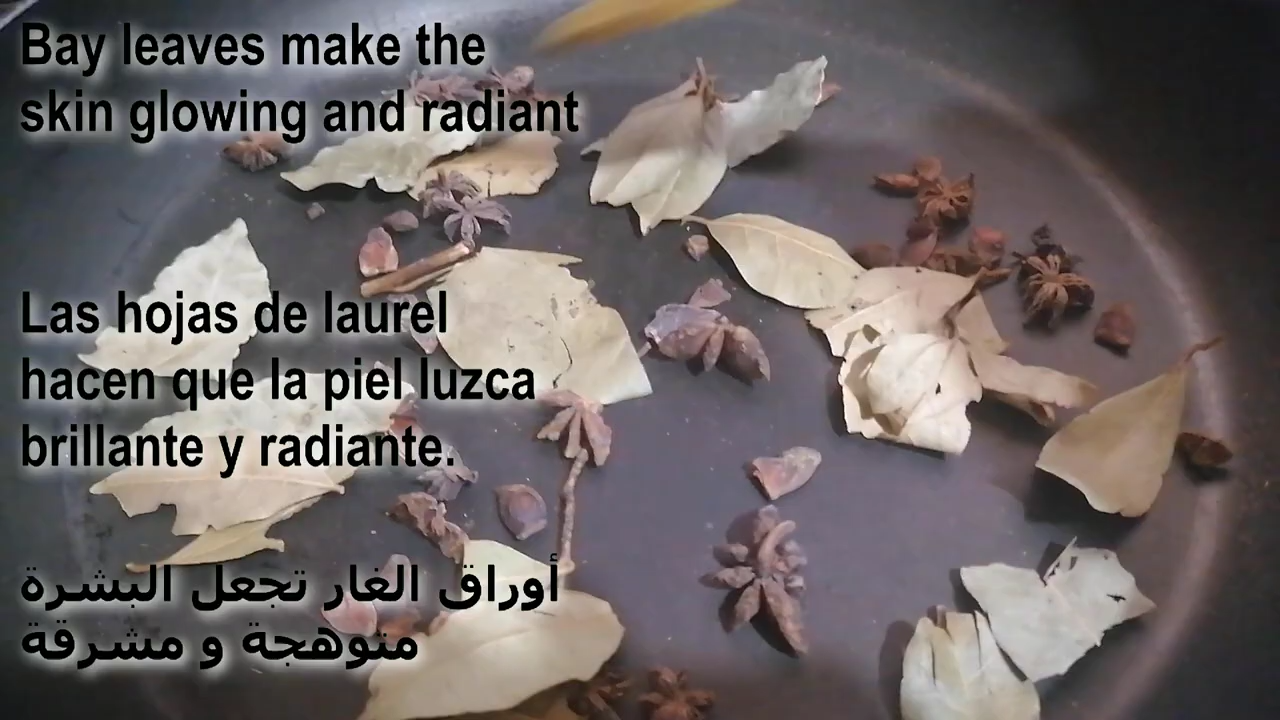 Bay leaves make the
skin glowing and radiant
Las hojas de laurel
hacen que la piel luzca
brillante y radiante.
أوراق الغار تجعل البشرة
متوهجة و مشرقة